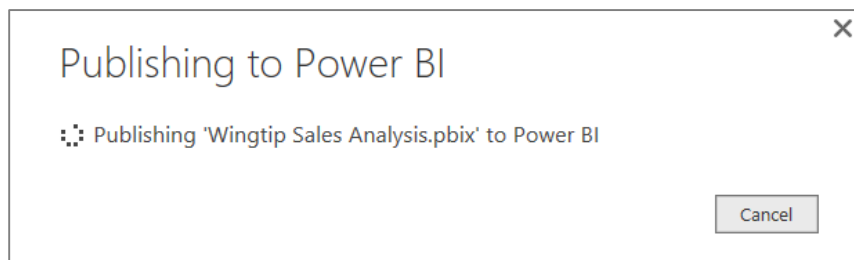 Publishing to Power BI
Publishing 'Wingtip Sales Analysis.pbix' to Power BI
Cancel